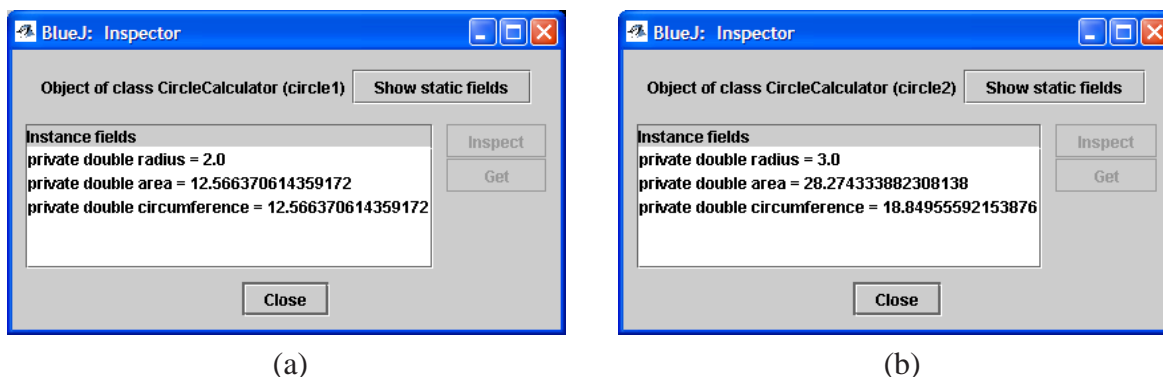 BlueJ: Inspector
Object of class CircleCalculator (circle1) Show static fields
Instance fields
private double radius = 2.0
private double area = 12.566370614359172
private double circumference = 12.566370614359172
Inspect
Get
Close
(a)
BlueJ: Inspector
Object of class CircleCalculator (circle2) Show static fields
Instance fields
private double radius = 3.0
private double area = 28.274333882308138
private double circumference = 18.84955592153876
Inspect
Get
Close
(b)